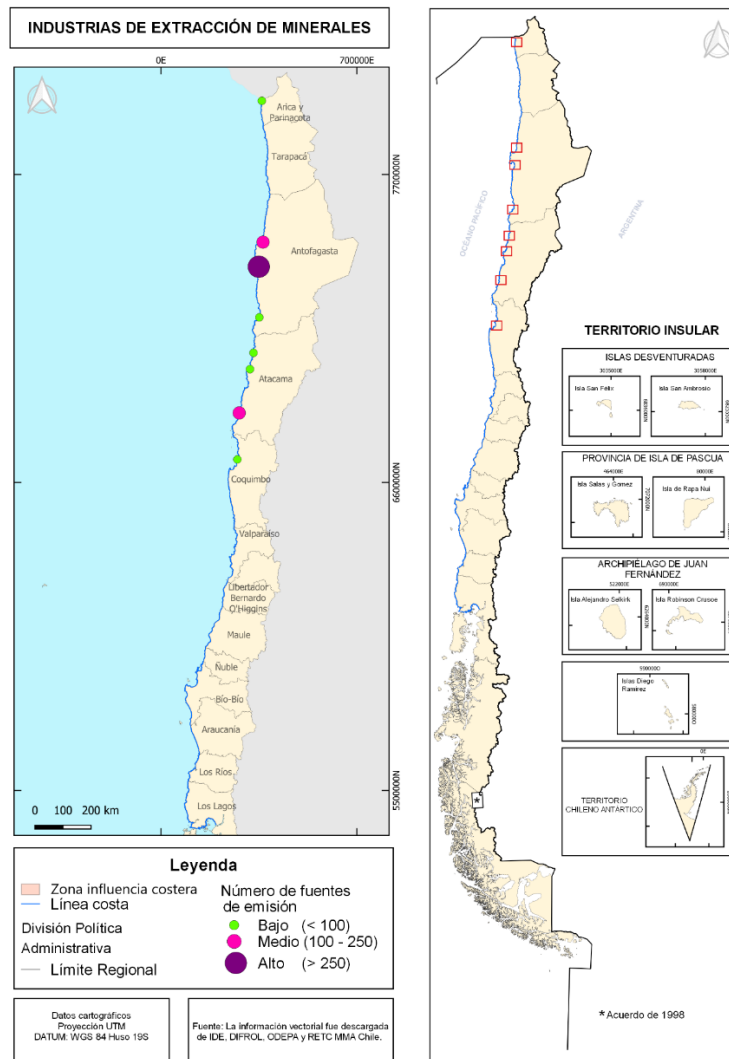 INDUSTRIAS DE EXTRACCIÓN DE MINERALES
0E
700000E
7700000N
6600000N
5500000N
Arica y
Parinacota
Tarapacá
Antofagasta
Atacama
Coquimbo
Valparaíso
Libertador
Bernardo
O'Higgins
Maule
Ñuble
Bío-Bío
Araucanía
Los Ríos
Los Lagos
0 100 200 km
Leyenda
Zona influencia costera
Línea costa
División Política
Administrativa
Límite Regional
Número de fuentes
de emisión
Bajo (< 100)
Medio (100 - 250)
Alto (> 250)
Datos cartográficos
Proyección UTM
DATUM: WGS 84 Huso 19S
Fuente: La información vectorial fue descargada
de IDE, DIFROL, ODEPA y RETC MMA Chile.
OCÉANO PACÍFICO
ARGENTINA
TERRITORIO INSULAR
ISLAS DESVENTURADAS
Isla San Félix
Isla San Ambrosio
PROVINCIA DE ISLA DE PASCUA
464000E
Isla Salas y Gomez
Isla de Rapa Nui
ARCHIPIÉLAGO DE JUAN
FERNÁNDEZ
Isla Alejandro Selkirk
Isla Robinson Crusoe
Islas Diego
Ramirez
TERRITORIO
CHILENO ANTÁRTICO
0E
*
* Acuerdo de 1998